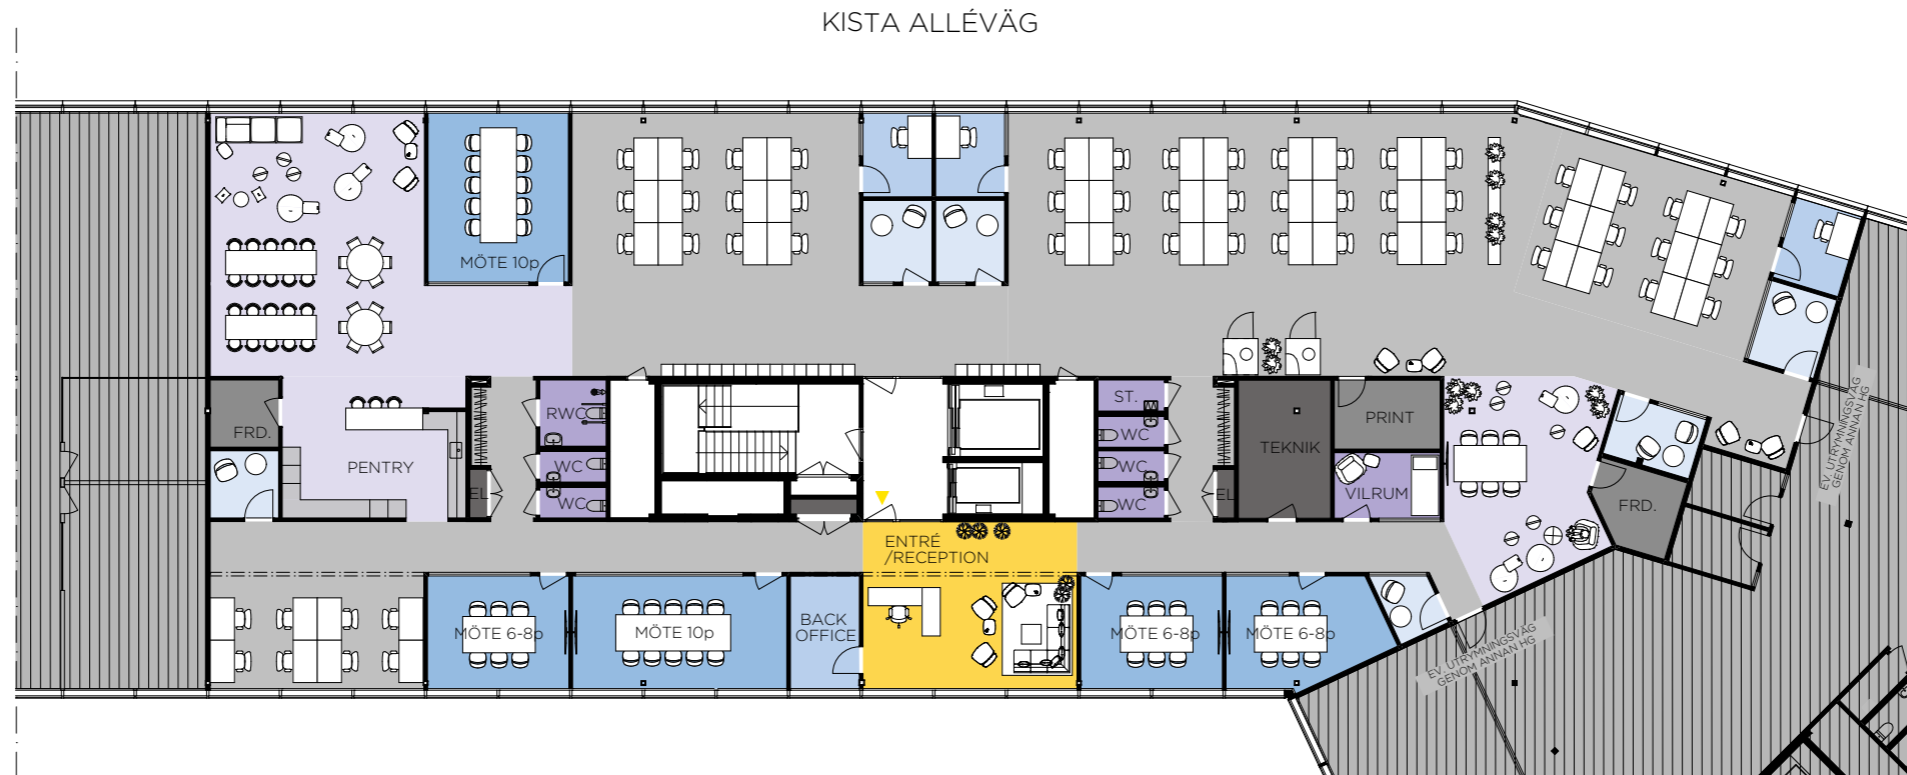 KISTA ALLÉVÄG
MÖTE 10p
FRD.
PENTRY
EL
RWC
WC
WC
ST.
WC
WC
WC
EL
TEKNIK
PRINT
VILRUM
FRD.
EV. UTRYMNINGSVÄG
GENOM ANNAN HG
ENTRÉ
/RECEPTION
MÖTE 6-8p
MÖTE 10p
BACK
OFFICE
MÖTE 6-8p
MÖTE 6-8p
EV. UTRYMNINGSVÄG
GENOM ANNAN HG